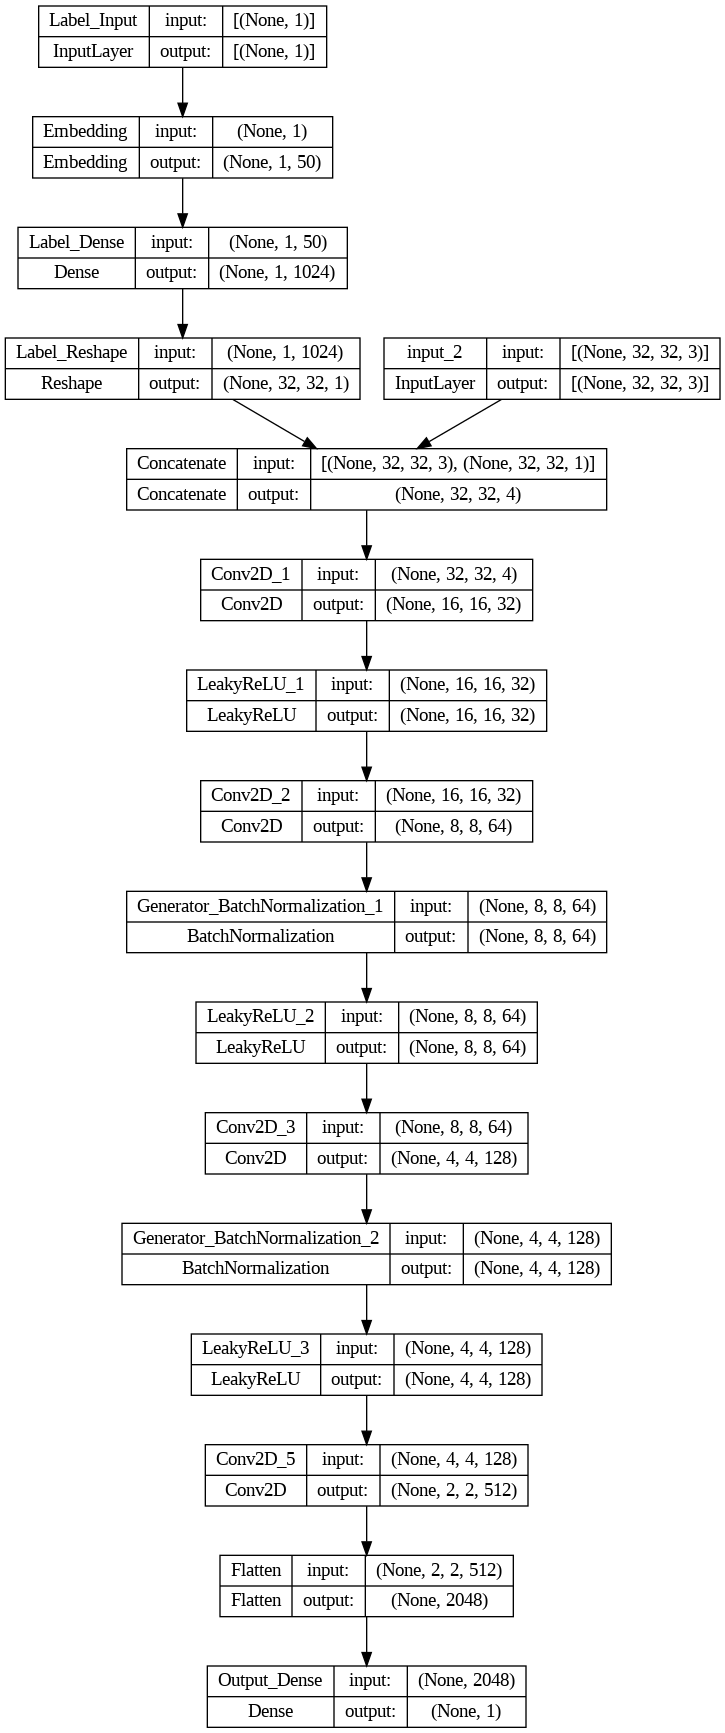 Label_Input input: [(None, 1)]
InputLayer output: [(None, 1)]
Embedding input: (None, 1)
Embedding output: (None, 1, 50)
Label_Dense input: (None, 1, 50)
Dense output: (None, 1, 1024)
Label_Reshape input: (None, 1, 1024)
Reshape output: (None, 32, 32, 1)
input_2 input: [(None, 32, 32, 3)]
InputLayer output: [(None, 32, 32, 3)]
Concatenate input: [(None, 32, 32, 3), (None, 32, 32, 1)]
Concatenate output: (None, 32, 32, 4)
Conv2D_1 input: (None, 32, 32, 4)
Conv2D output: (None, 16, 16, 32)
LeakyReLU_1 input: (None, 16, 16, 32)
LeakyReLU output: (None, 16, 16, 32)
Conv2D_2 input: (None, 16, 16, 32)
Conv2D output: (None, 8, 8, 64)
Generator_BatchNormalization_1 input: (None, 8, 8, 64)
BatchNormalization output: (None, 8, 8, 64)
LeakyReLU_2 input: (None, 8, 8, 64)
LeakyReLU output: (None, 8, 8, 64)
Conv2D_3 input: (None, 8, 8, 64)
Conv2D output: (None, 4, 4, 128)
Generator_BatchNormalization_2 input: (None, 4, 4, 128)
BatchNormalization output: (None, 4, 4, 128)
LeakyReLU_3 input: (None, 4, 4, 128)
LeakyReLU output: (None, 4, 4, 128)
Conv2D_5 input: (None, 4, 4, 128)
Conv2D output: (None, 2, 2, 512)
Flatten input: (None, 2, 2, 512)
Flatten output: (None, 2048)
Output_Dense input: (None, 2048)
Dense output: (None, 1)